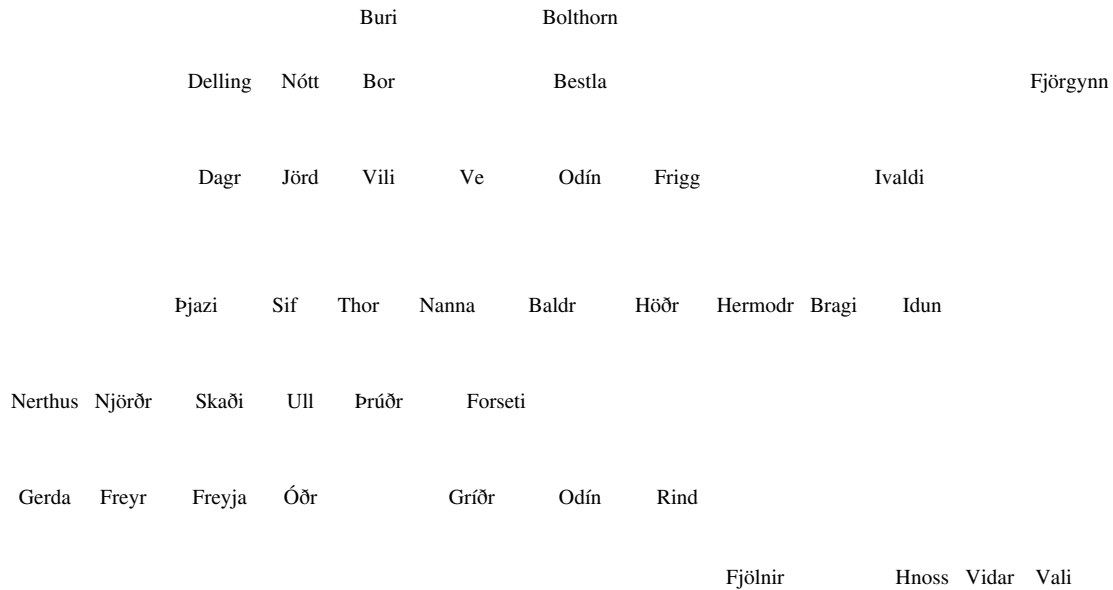 Buri Bolthorn
Delling Nótt Bor Bestla Fjörgynn
Dagr Jörd Vili Ve Odín Frigg Ivaldi
Þjazi Sif Thor Nanna Baldr Höðr Hermodr Bragi Idun
Nerthus Njörðr Skaði Ull Þrúðr Forseti
Gerda Freyr Freyja Óðr Gríðr Odín Rind
Fjölnir Hnoss Vidar Vali